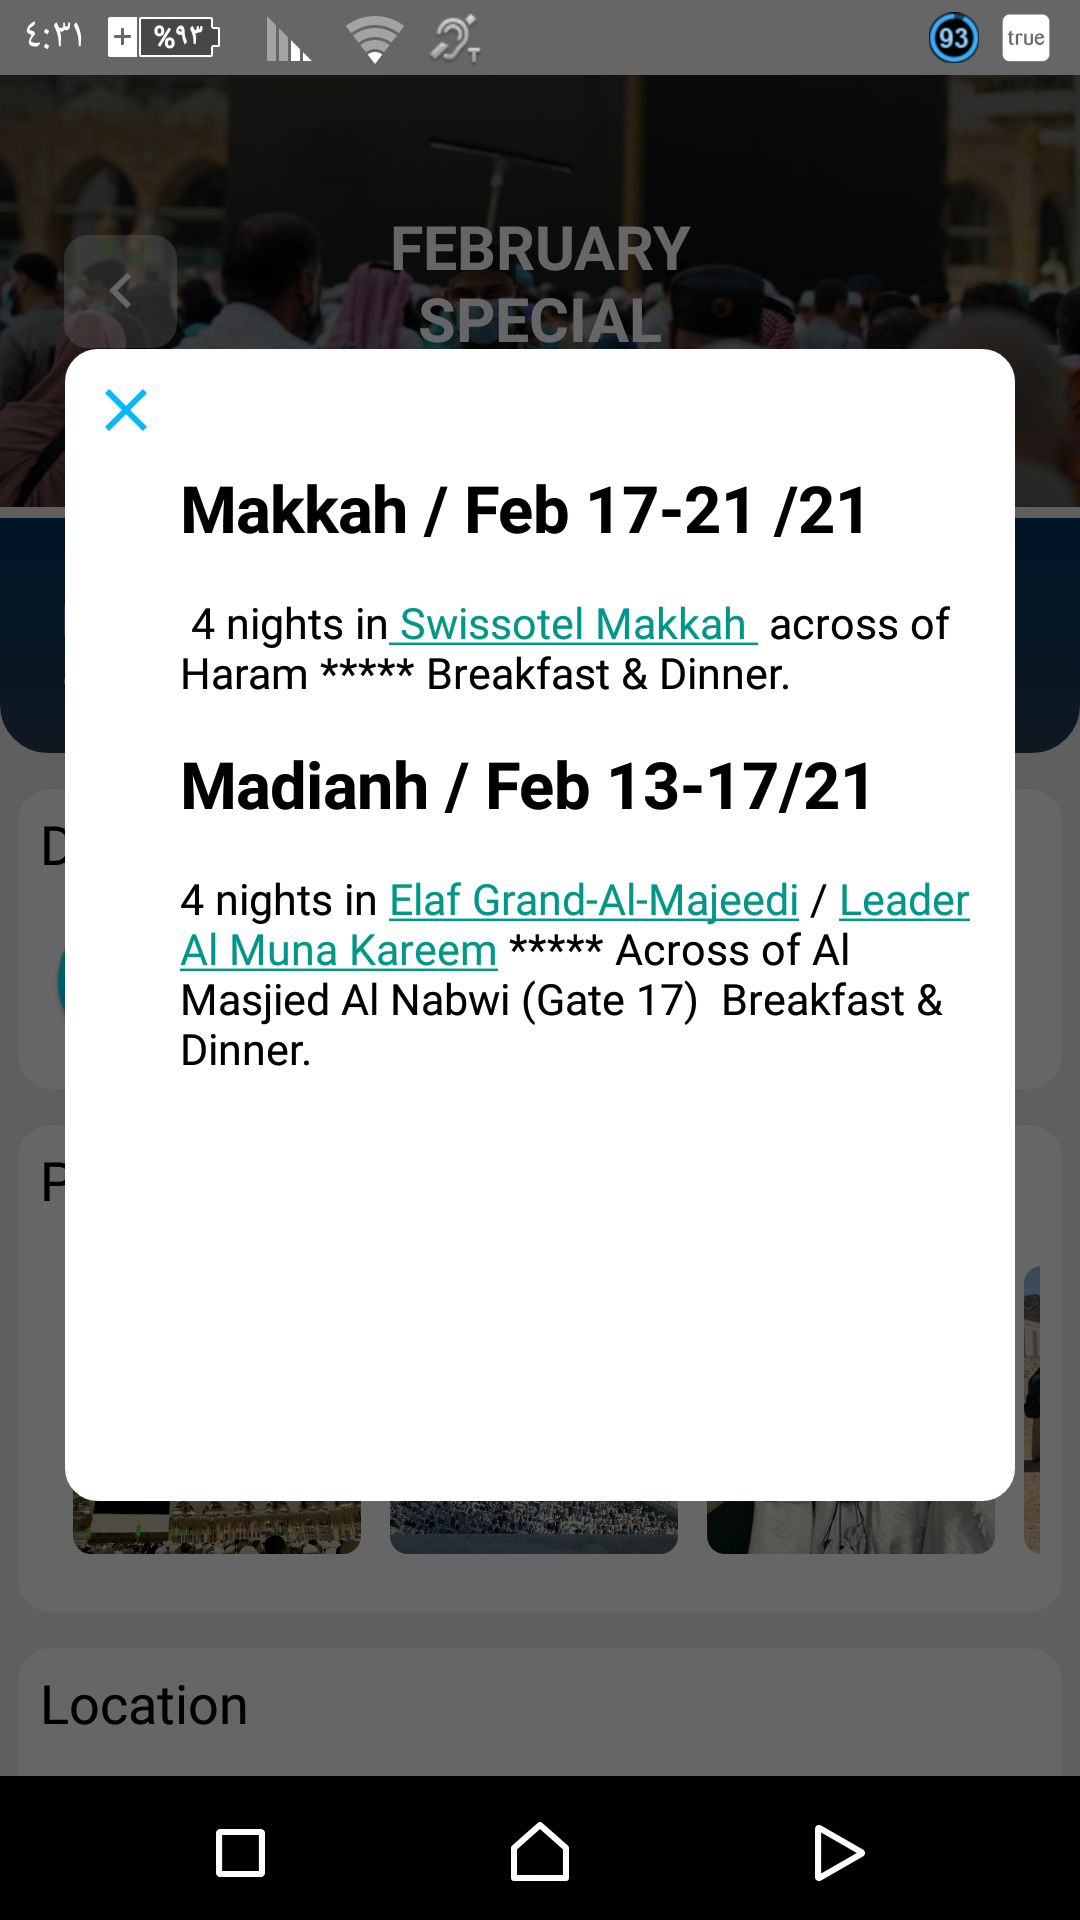 ٤:٣١ %٩٣ T 93 true
FEBRUARY
SPECIAL
Makkah / Feb 17-21 /21
4 nights in Swissotel Makkah across of
Haram ***** Breakfast & Dinner.
Madianh / Feb 13-17/21
4 nights in Elaf Grand-Al-Majeedi / Leader
Al Muna Kareem ***** Across of Al
Masjied Al Nabwi (Gate 17) Breakfast &
Dinner.
Location